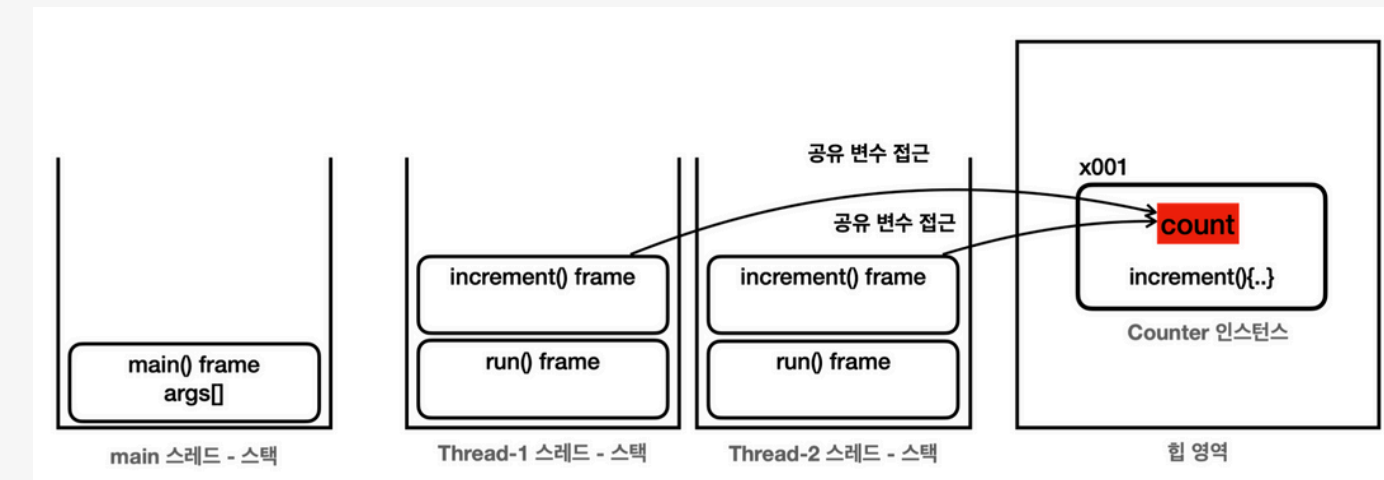 공유 변수 접근
x001
count
공유 변수 접근
increment() frame
increment() frame
increment(){..}
Counter 인스턴스
main() frame
args[]
run() frame
run() frame
main 스레드 - 스택
Thread-1 스레드 - 스택
Thread-2 스레드 - 스택
힙 영역